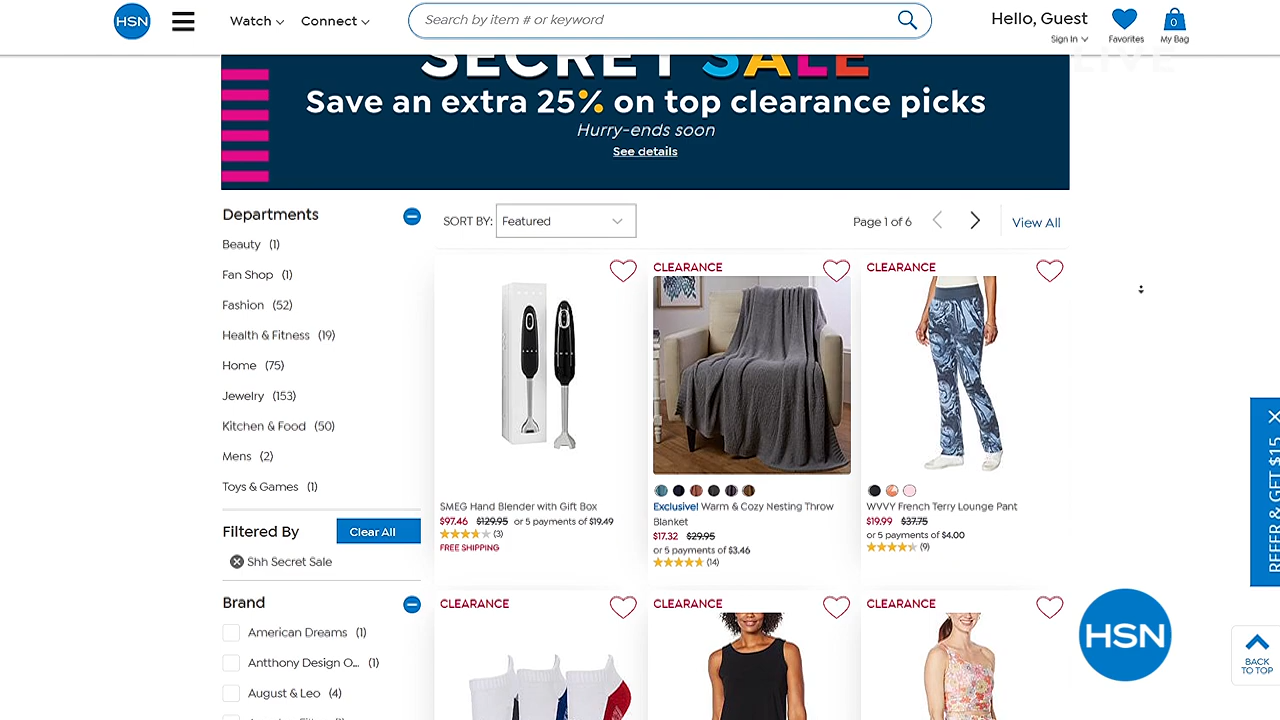 HSN
Watch
Connect
Search by item # or keyword
Hello, Guest
Sign In
Favorites
0
My Bag
LIVE
SECRET SALE
Save an extra 25% on top clearance picks
Hurry-ends soon
See details
Departments
Beauty (1)
Fan Shop (1)
Fashion (52)
Health & Fitness (19)
Home (75)
Jewelry (153)
Kitchen & Food (50)
Mens (2)
Toys & Games (1)
Filtered By
Clear All
Shh Secret Sale
Brand
American Dreams (1)
Antthony Design O... (1)
August & Leo (4)
SORT BY: Featured
Page 1 of 6
View All
SMEG Hand Blender with Gift Box
$97.46 $129.95 or 5 payments of $19.49
(3)
FREE SHIPPING
CLEARANCE
Exclusive! Warm & Cozy Nesting Throw
Blanket
$17.32 $29.95
or 5 payments of $3.46
(14)
CLEARANCE
WVVY French Terry Lounge Pant
$19.99 $37.75
or 5 payments of $4.00
(9)
CLEARANCE
CLEARANCE
CLEARANCE
REFER & GET $15
HSN
BACK
TO TOP